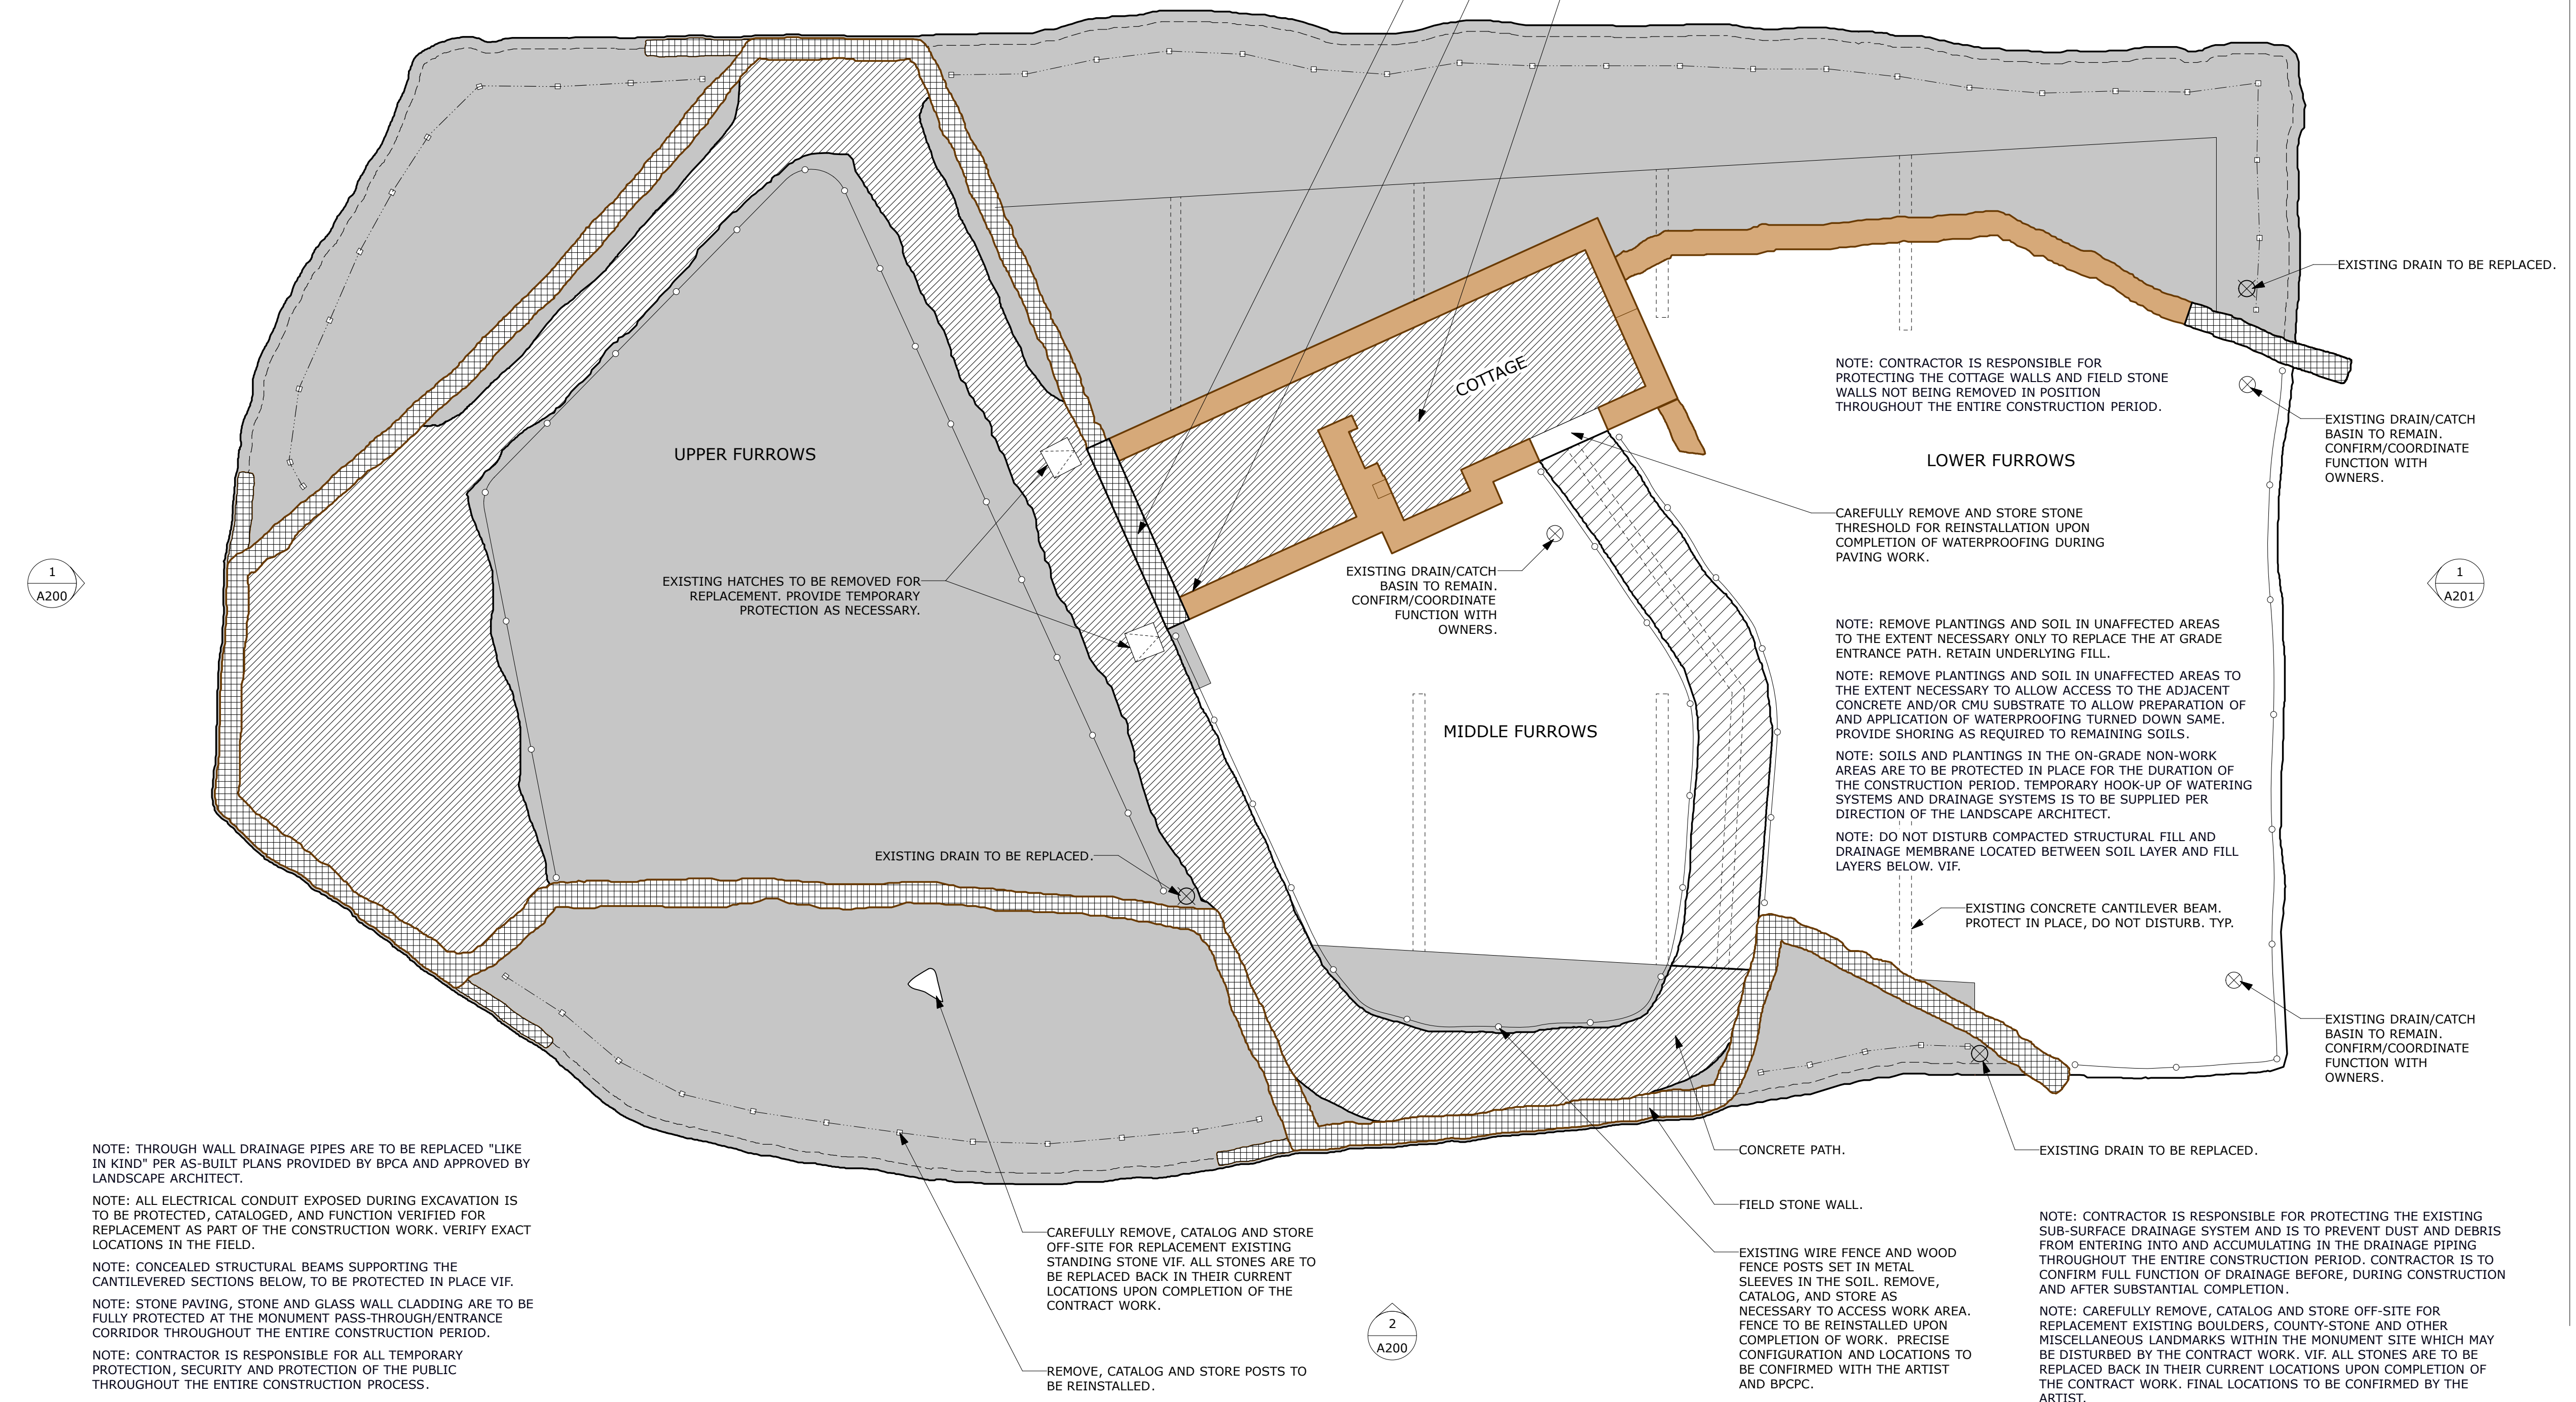 EXISTING DRAIN TO BE REPLACED.
COTTAGE
NOTE: CONTRACTOR IS RESPONSIBLE FOR
PROTECTING THE COTTAGE WALLS AND FIELD STONE
WALLS NOT BEING REMOVED IN POSITION
THROUGHOUT THE ENTIRE CONSTRUCTION PERIOD.
EXISTING DRAIN/CATCH
BASIN TO REMAIN.
CONFIRM/COORDINATE
FUNCTION WITH
OWNERS.
UPPER FURROWS
LOWER FURROWS
CAREFULLY REMOVE AND STORE STONE
THRESHOLD FOR REINSTALLATION UPON
COMPLETION OF WATERPROOFING DURING
PAVING WORK.
1
A200
EXISTING HATCHES TO BE REMOVED FOR
REPLACEMENT. PROVIDE TEMPORARY
PROTECTION AS NECESSARY.
EXISTING DRAIN/CATCH
BASIN TO REMAIN.
CONFIRM/COORDINATE
FUNCTION WITH
OWNERS.
1
A201
NOTE: REMOVE PLANTINGS AND SOIL IN UNAFFECTED AREAS
TO THE EXTENT NECESSARY ONLY TO REPLACE THE AT GRADE
ENTRANCE PATH. RETAIN UNDERLYING FILL.
NOTE: REMOVE PLANTINGS AND SOIL IN UNAFFECTED AREAS TO
THE EXTENT NECESSARY TO ALLOW ACCESS TO THE ADJACENT
CONCRETE AND/OR CMU SUBSTRATE TO ALLOW PREPARATION OF
AND APPLICATION OF WATERPROOFING TURNED DOWN SAME.
PROVIDE SHORING AS REQUIRED TO REMAINING SOILS.
MIDDLE FURROWS
NOTE: SOILS AND PLANTINGS IN THE ON-GRADE NON-WORK
AREAS ARE TO BE PROTECTED IN PLACE FOR THE DURATION OF
THE CONSTRUCTION PERIOD. TEMPORARY HOOK-UP OF WATERING
SYSTEMS AND DRAINAGE SYSTEMS IS TO BE SUPPLIED PER
DIRECTION OF THE LANDSCAPE ARCHITECT.
NOTE: DO NOT DISTURB COMPACTED STRUCTURAL FILL AND
DRAINAGE MEMBRANE LOCATED BETWEEN SOIL LAYER AND FILL
LAYERS BELOW. VIF.
EXISTING DRAIN TO BE REPLACED.
EXISTING CONCRETE CANTILEVER BEAM.
PROTECT IN PLACE, DO NOT DISTURB. TYP.
EXISTING DRAIN/CATCH
BASIN TO REMAIN.
CONFIRM/COORDINATE
FUNCTION WITH
OWNERS.
NOTE: THROUGH WALL DRAINAGE PIPES ARE TO BE REPLACED "LIKE
IN KIND" PER AS-BUILT PLANS PROVIDED BY BPCA AND APPROVED BY
LANDSCAPE ARCHITECT.
NOTE: ALL ELECTRICAL CONDUIT EXPOSED DURING EXCAVATION IS
TO BE PROTECTED, CATALOGED, AND FUNCTION VERIFIED FOR
REPLACEMENT AS PART OF THE CONSTRUCTION WORK. VERIFY EXACT
LOCATIONS IN THE FIELD.
NOTE: CONCEALED STRUCTURAL BEAMS SUPPORTING THE
CANTILEVERED SECTIONS BELOW, TO BE PROTECTED IN PLACE VIF.
NOTE: STONE PAVING, STONE AND GLASS WALL CLADDING ARE TO BE
FULLY PROTECTED AT THE MONUMENT PASS-THROUGH/ENTRANCE
CORRIDOR THROUGHOUT THE ENTIRE CONSTRUCTION PERIOD.
NOTE: CONTRACTOR IS RESPONSIBLE FOR ALL TEMPORARY
PROTECTION, SECURITY AND PROTECTION OF THE PUBLIC
THROUGHOUT THE ENTIRE CONSTRUCTION PROCESS.
CAREFULLY REMOVE, CATALOG AND STORE
OFF-SITE FOR REPLACEMENT EXISTING
STANDING STONE VIF. ALL STONES ARE TO
BE REPLACED BACK IN THEIR CURRENT
LOCATIONS UPON COMPLETION OF THE
CONTRACT WORK.
REMOVE, CATALOG AND STORE POSTS TO
BE REINSTALLED.
2
A200
CONCRETE PATH.
FIELD STONE WALL.
EXISTING WIRE FENCE AND WOOD
FENCE POSTS SET IN METAL
SLEEVES IN THE SOIL. REMOVE,
CATALOG, AND STORE AS
NECESSARY TO ACCESS WORK AREA.
FENCE TO BE REINSTALLED UPON
COMPLETION OF WORK. PRECISE
CONFIGURATION AND LOCATIONS TO
BE CONFIRMED WITH THE ARTIST
AND BPCPC.
EXISTING DRAIN TO BE REPLACED.
NOTE: CONTRACTOR IS RESPONSIBLE FOR PROTECTING THE EXISTING
SUB-SURFACE DRAINAGE SYSTEM AND IS TO PREVENT DUST AND DEBRIS
FROM ENTERING INTO AND ACCUMULATING IN THE DRAINAGE PIPING
THROUGHOUT THE ENTIRE CONSTRUCTION PERIOD. CONTRACTOR IS TO
CONFIRM FULL FUNCTION OF DRAINAGE BEFORE, DURING CONSTRUCTION
AND AFTER SUBSTANTIAL COMPLETION.
NOTE: CAREFULLY REMOVE, CATALOG AND STORE OFF-SITE FOR
REPLACEMENT EXISTING BOULDERS, COUNTY-STONE AND OTHER
MISCELLANEOUS LANDMARKS WITHIN THE MONUMENT SITE WHICH MAY
BE DISTURBED BY THE CONTRACT WORK. VIF. ALL STONES ARE TO BE
REPLACED BACK IN THEIR CURRENT LOCATIONS UPON COMPLETION OF
THE CONTRACT WORK. FINAL LOCATIONS TO BE CONFIRMED BY THE
ARTIST.